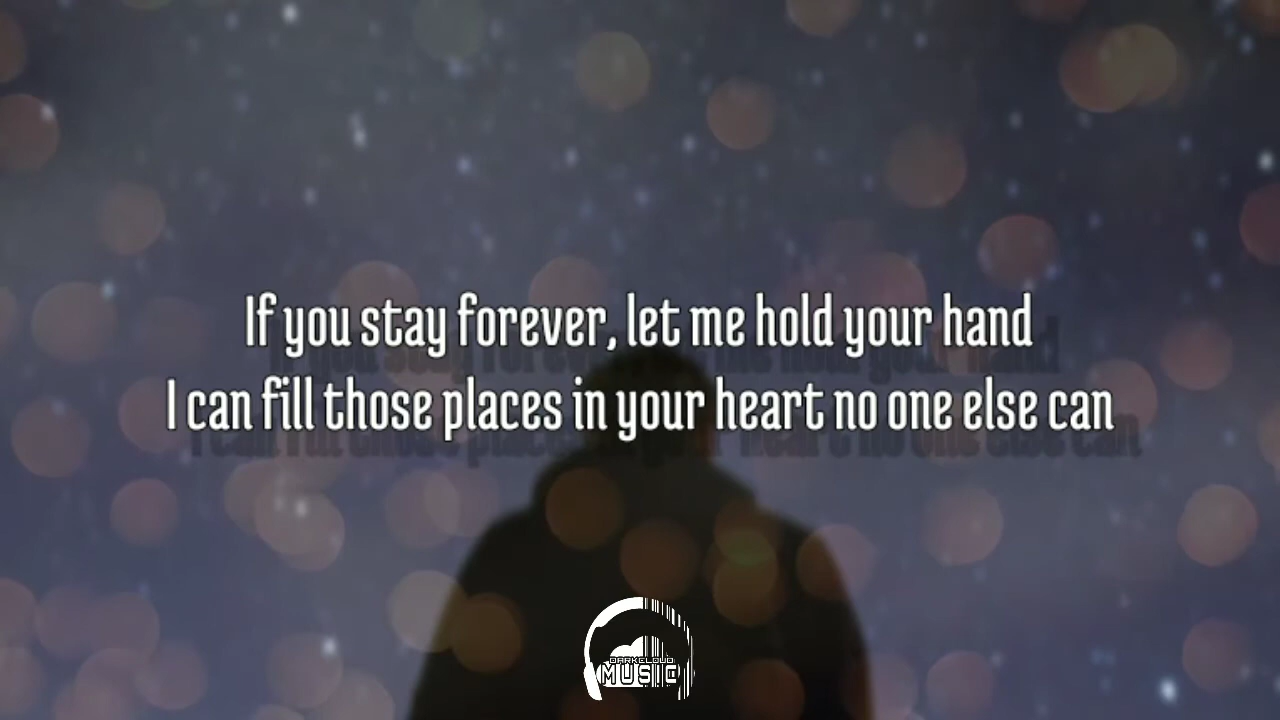 If you stay forever, let me hold your hand
I can fill those places in your heart no one else can
DARKCLOUD
MUSIC